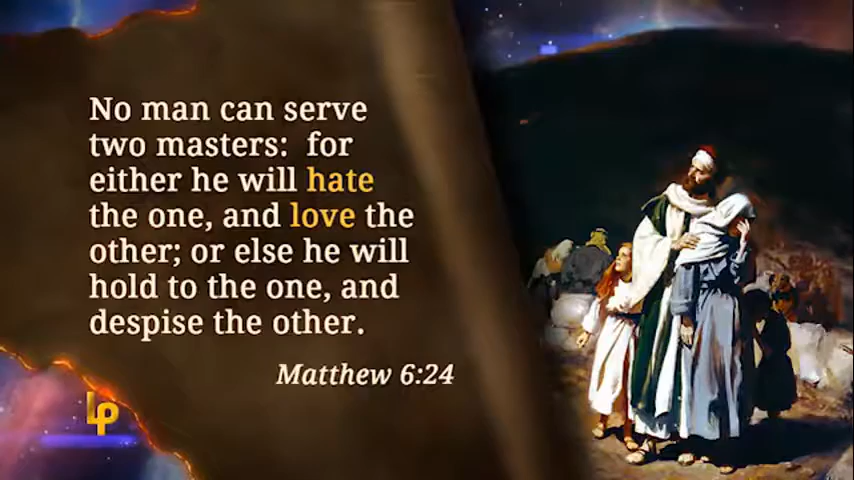 No man can serve
two masters:  for
either he will hate
the one, and love the
other; or else he will
hold to the one, and
despise the other.
Matthew 6:24
LP